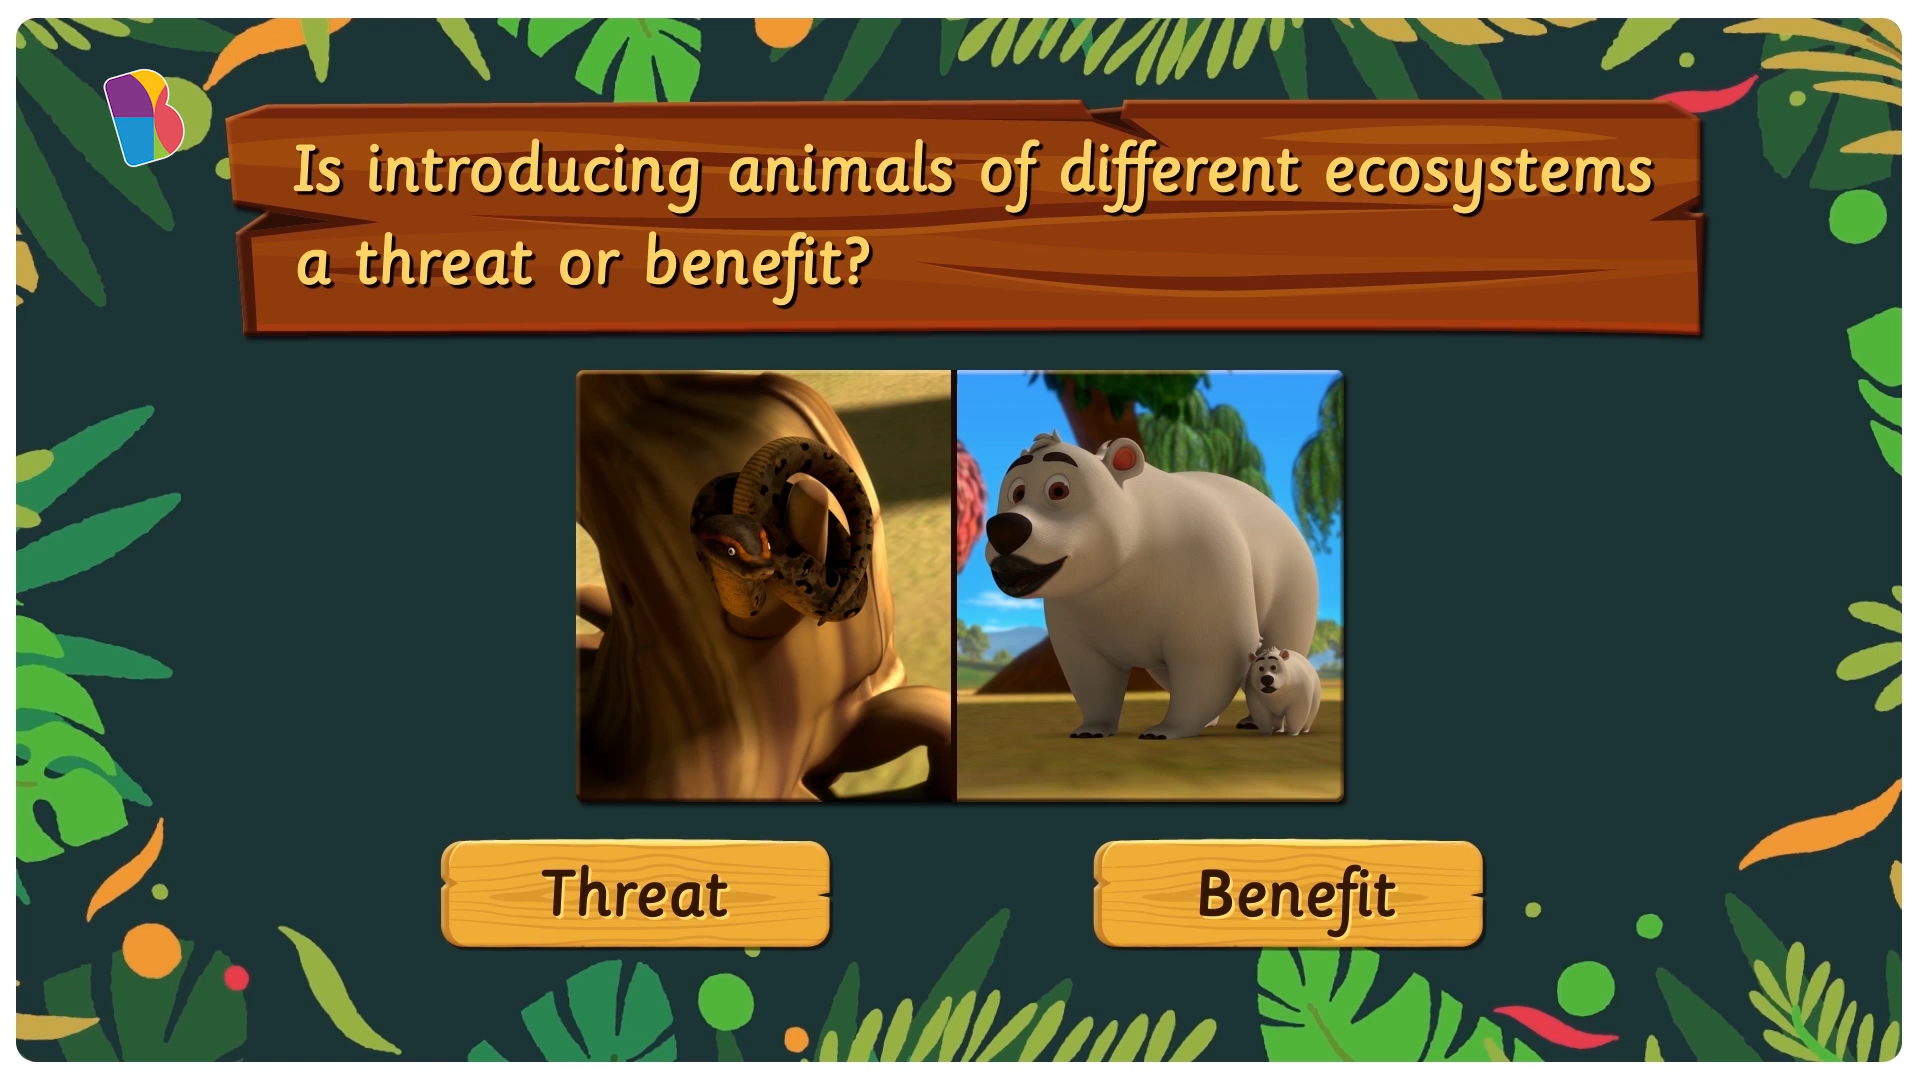 Is introducing animals of different ecosystems
a threat or benefit?
Threat
Benefit